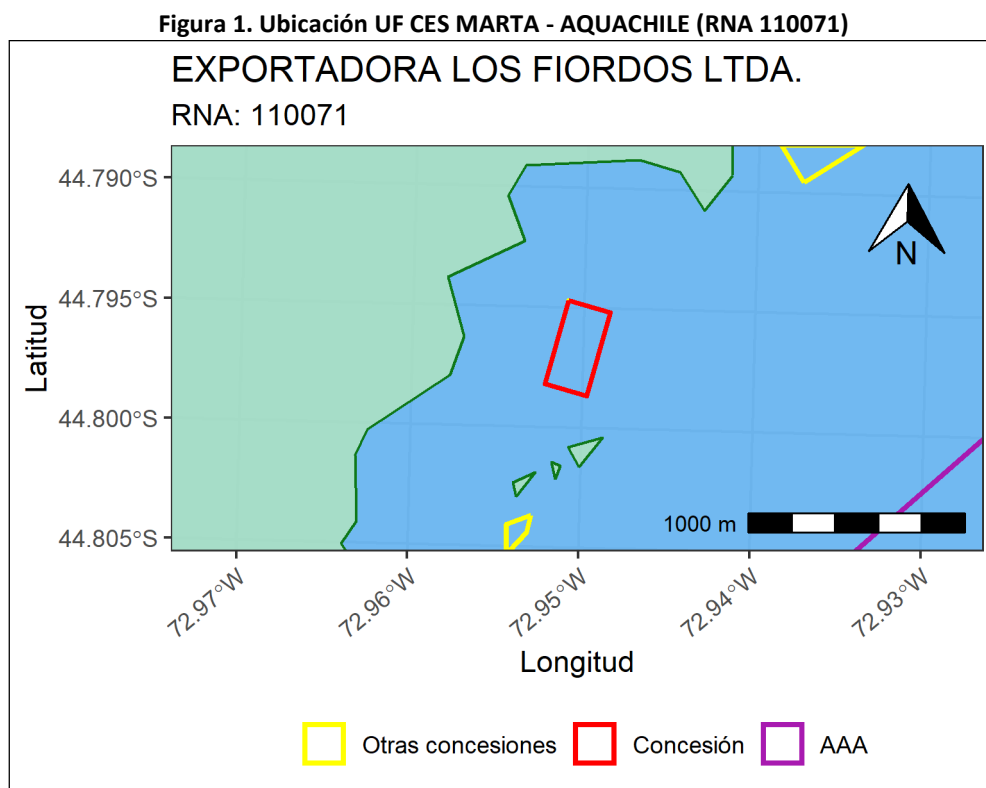 Figura 1. Ubicación UF CES MARTA - AQUACHILE (RNA 110071)
EXPORTADORA LOS FIORDOS LTDA.
RNA: 110071
44.790°S
44.795°S
44.800°S
44.805°S
Latitud
N
1000 m
72.97°W
72.96°W
72.95°W
72.94°W
72.93°W
Longitud
Otras concesiones Concesión AAA